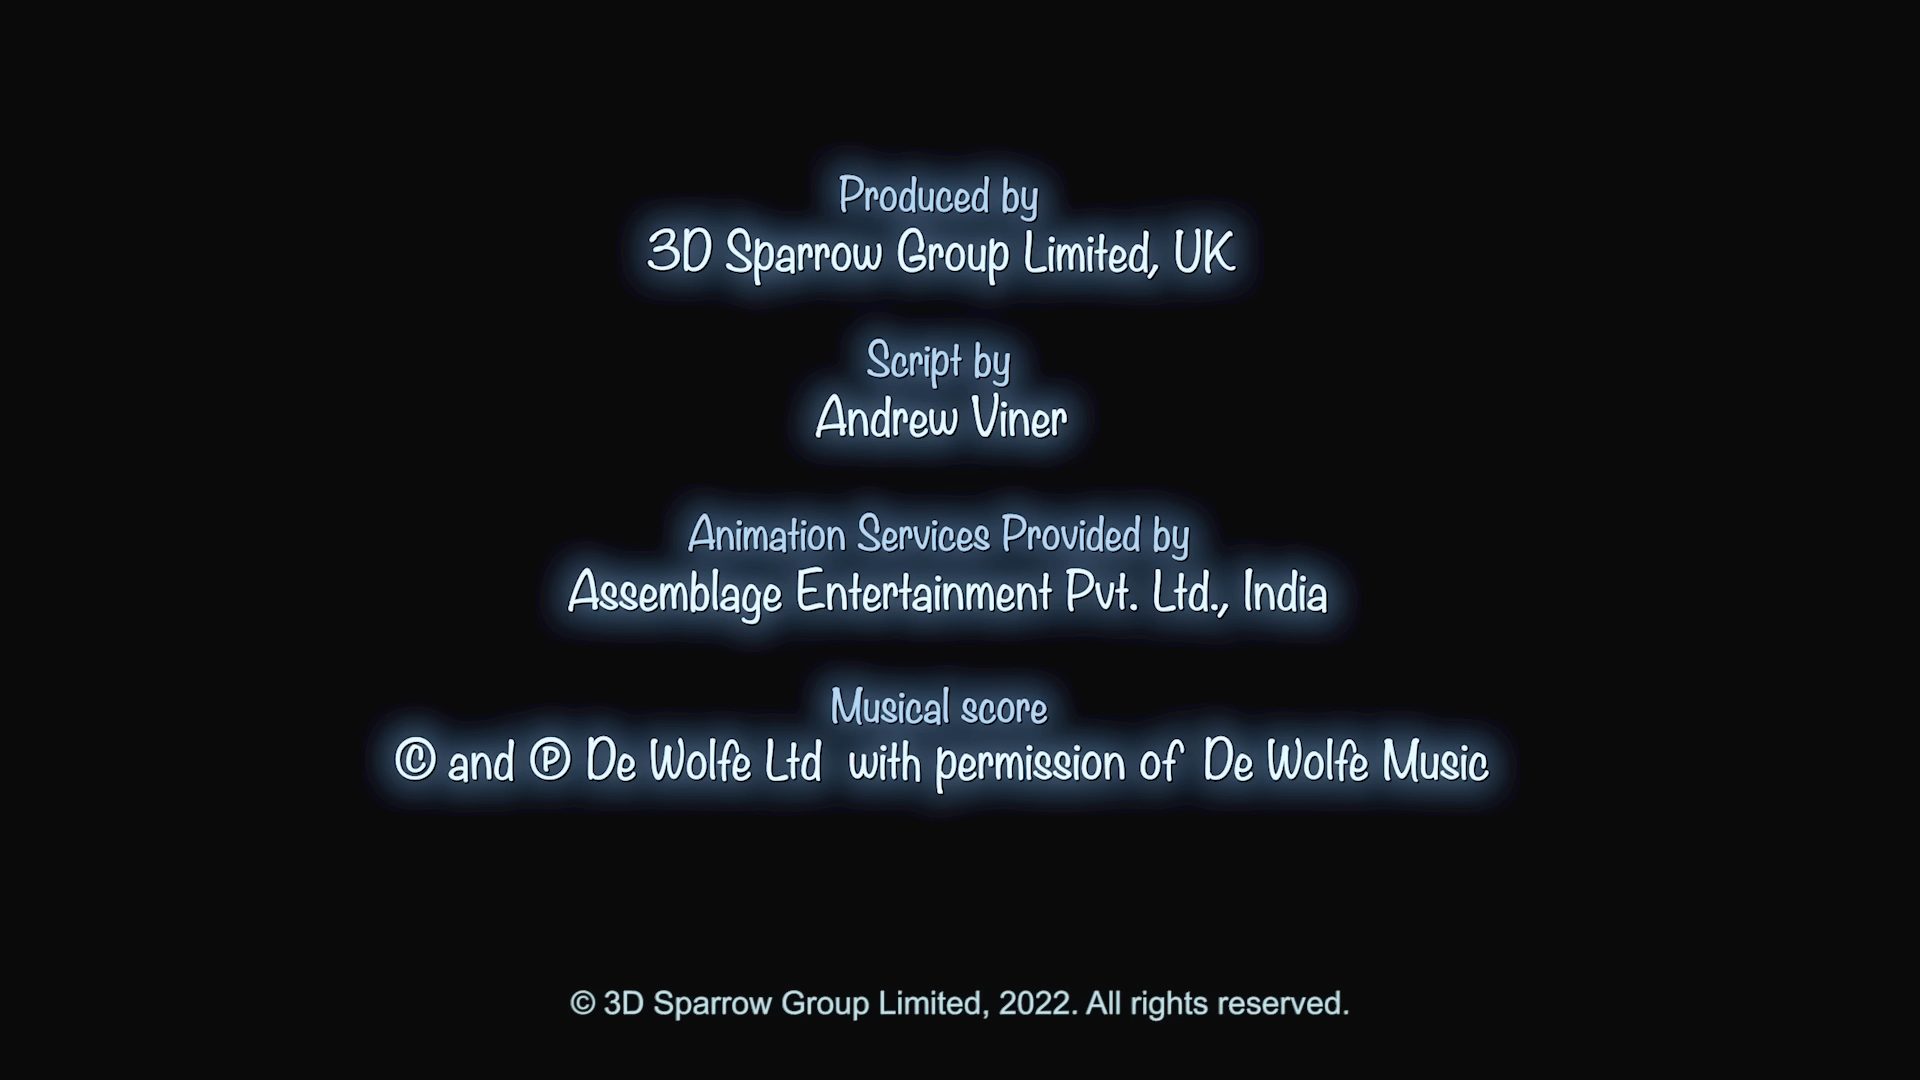 Produced by
3D Sparrow Group Limited, UK
Script by
Andrew Viner
Animation Services Provided by
Assemblage Entertainment Pvt. Ltd., India
Musical score
© and ℗ De Wolfe Ltd with permission of De Wolfe Music
© 3D Sparrow Group Limited, 2022. All rights reserved.